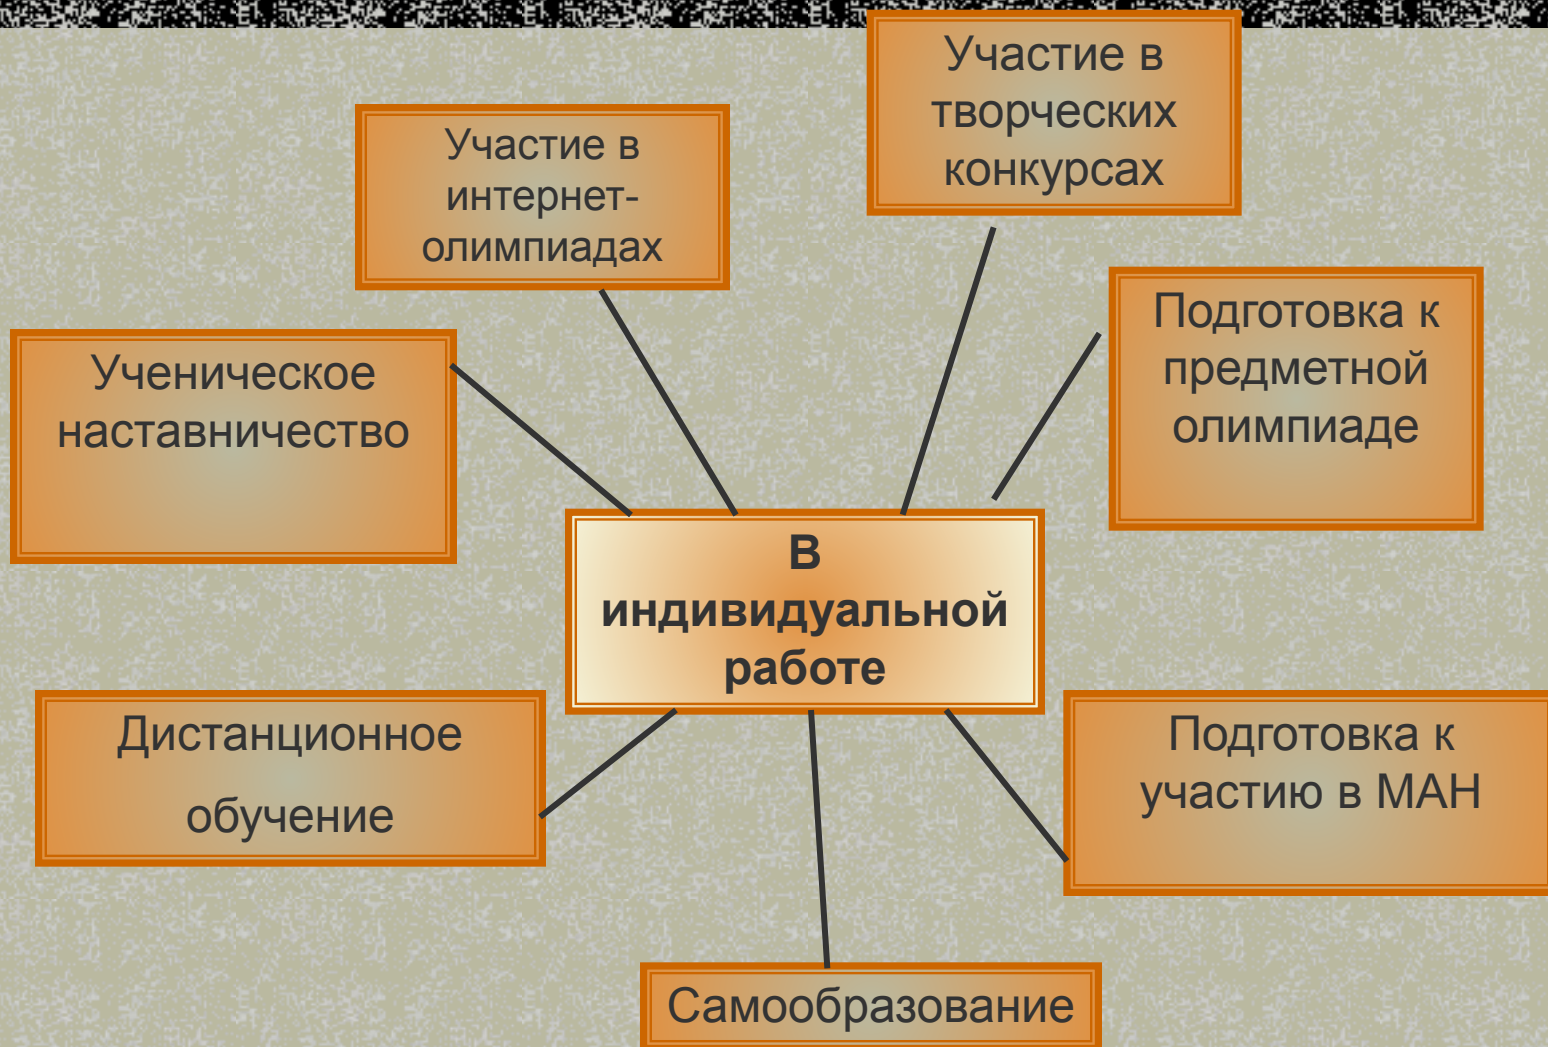 Участие в
творческих
конкурсах
Участие в
интернет-
олимпиадах
Подготовка к
предметной
олимпиаде
Ученическое
наставничество
В
индивидуальной
работе
Дистанционное
обучение
Подготовка к
участию в МАН
Самообразование